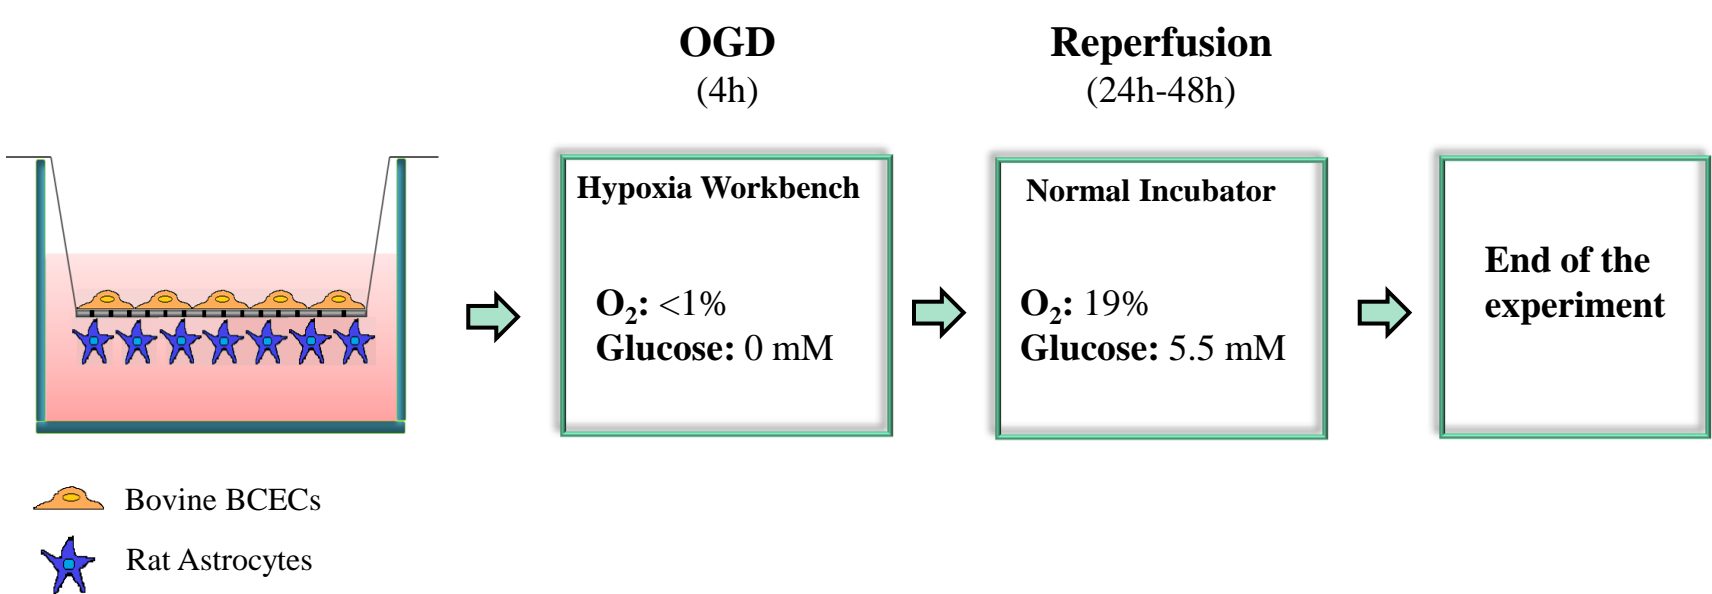 OGD
(4h)
Reperfusion
(24h-48h)
Hypoxia Workbench
O₂: <1%
Glucose: 0 mM
Normal Incubator
O₂: 19%
Glucose: 5.5 mM
End of the
experiment
Bovine BCECs
Rat Astrocytes